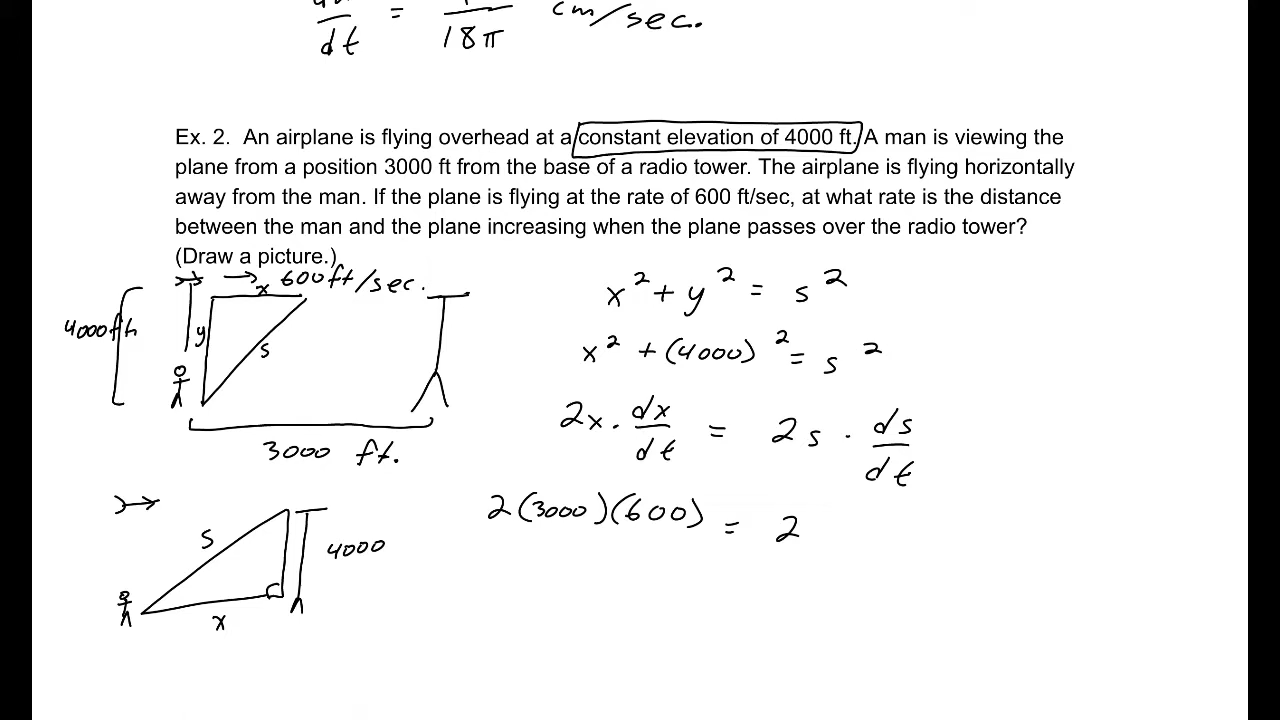 dt = 18π cm/sec.
Ex. 2. An airplane is flying overhead at a constant elevation of 4000 ft. A man is viewing the
plane from a position 3000 ft from the base of a radio tower. The airplane is flying horizontally
away from the man. If the plane is flying at the rate of 600 ft/sec, at what rate is the distance
between the man and the plane increasing when the plane passes over the radio tower?
(Draw a picture.)
→ x 600 ft/sec.
4000 ft
y
s
3000 ft.
s
4000
x
x² + y² = s²
x² + (4000)² = s²
2x · dx/dt = 2s · ds/dt
2(3000)(600) = 2